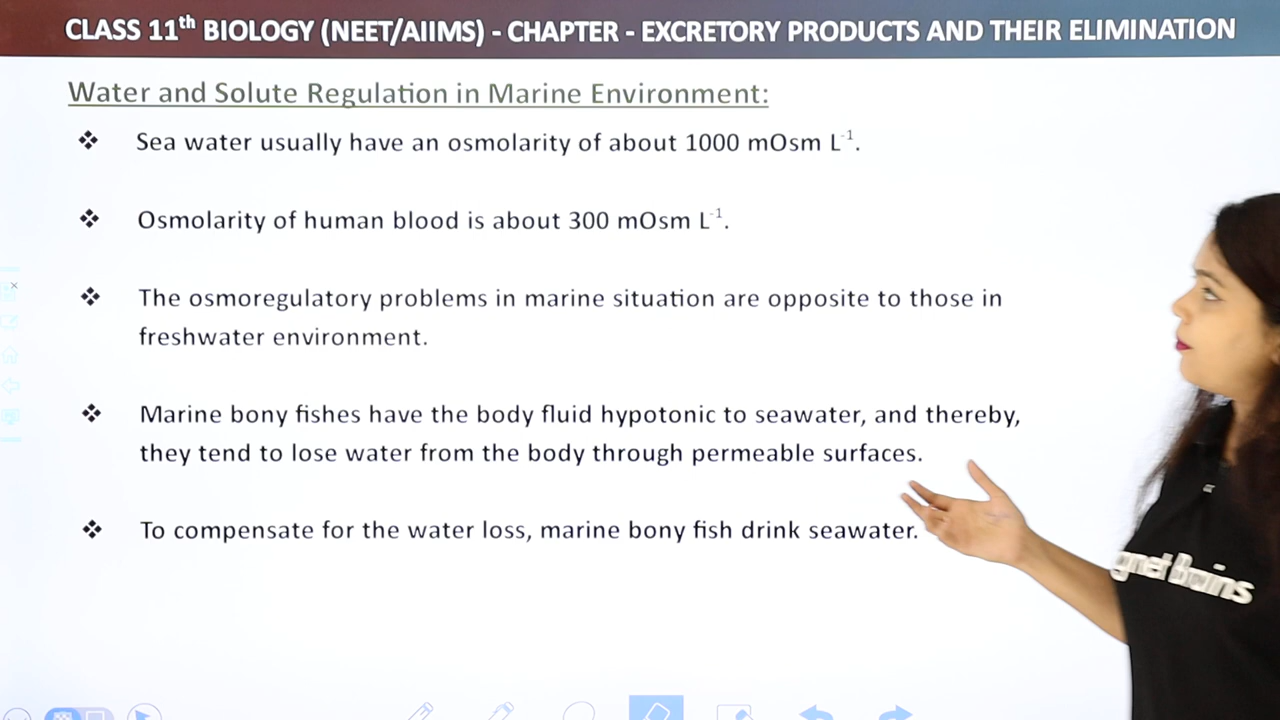 CLASS 11th BIOLOGY (NEET/AIIMS) - CHAPTER - EXCRETORY PRODUCTS AND THEIR ELIMINATION
Water and Solute Regulation in Marine Environment:
❖ Sea water usually have an osmolarity of about 1000 mOsm L-1.
❖ Osmolarity of human blood is about 300 mOsm L-1.
❖ The osmoregulatory problems in marine situation are opposite to those in
freshwater environment.
❖ Marine bony fishes have the body fluid hypotonic to seawater, and thereby,
they tend to lose water from the body through permeable surfaces.
❖ To compensate for the water loss, marine bony fish drink seawater.
gnet Brains